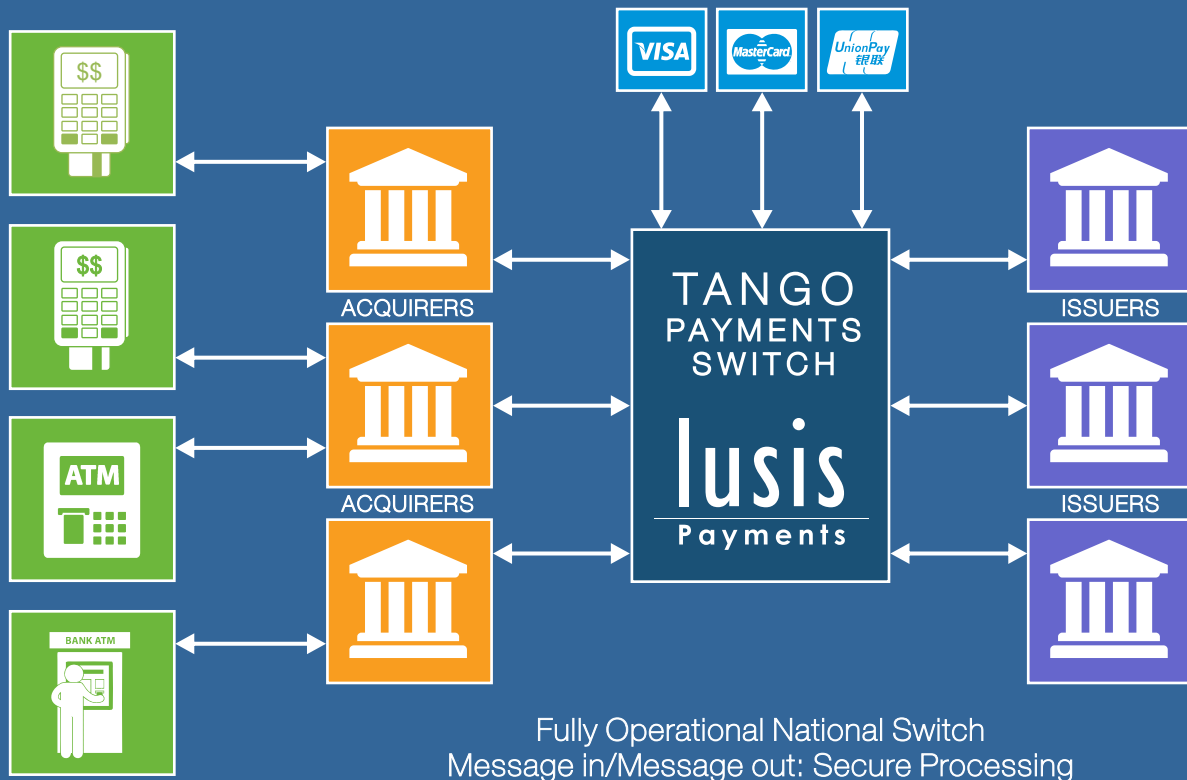 VISA
MasterCard
UnionPay
银联
$$
$$
ATM
BANK ATM
ACQUIRERS
ACQUIRERS
TANGO
PAYMENTS
SWITCH
lusis
Payments
ISSUERS
ISSUERS
Fully Operational National Switch
Message in/Message out: Secure Processing